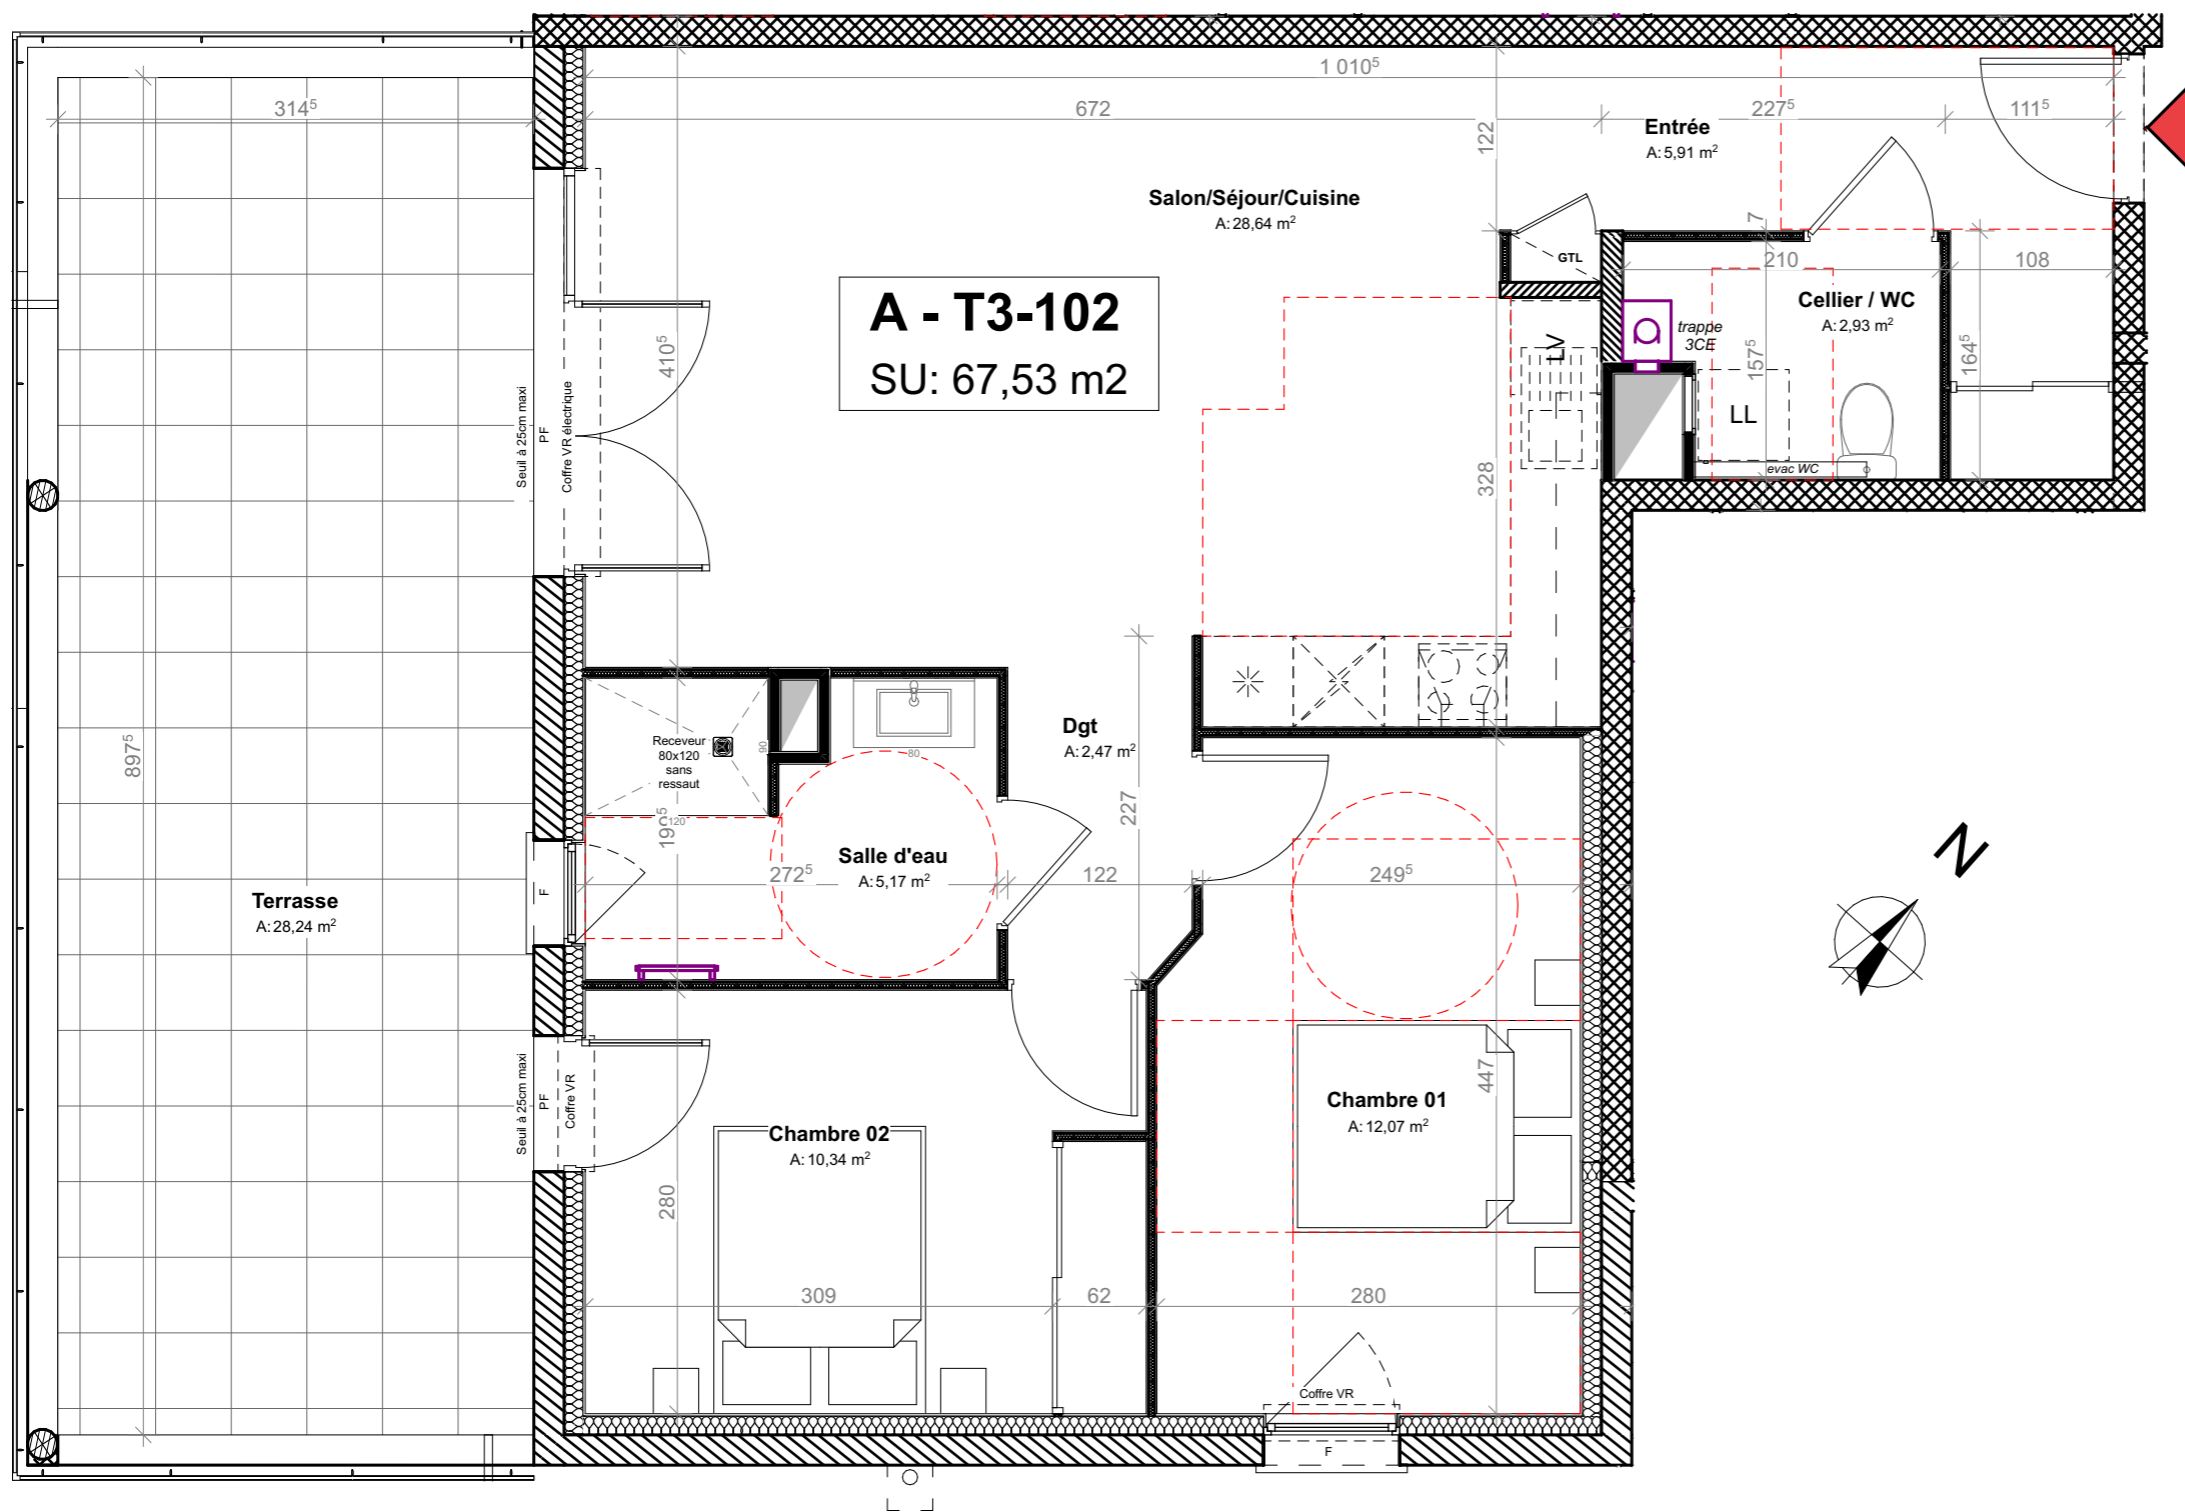 1 010⁵
314⁵
672
227⁵
111⁵
122
Entrée
A: 5,91 m²
Salon/Séjour/Cuisine
A: 28,64 m²
7
GTL
210
108
A - T3-102
SU: 67,53 m2
Cellier / WC
A: 2,93 m²
trappe
3CE
LV
410⁵
157⁵
164⁵
LL
evac WC
Seuil à 25cm maxi
PF
Coffre VR électrique
328
Dgt
A: 2,47 m²
Receveur
80x120
sans
ressaut
90
80
120
897⁵
199⁵
227
Salle d'eau
A: 5,17 m²
272⁵
122
249⁵
Terrasse
A: 28,24 m²
F
N
Seuil à 25cm maxi
PF
Coffre VR
447
Chambre 01
A: 12,07 m²
Chambre 02
A: 10,34 m²
280
309
62
280
Coffre VR
F